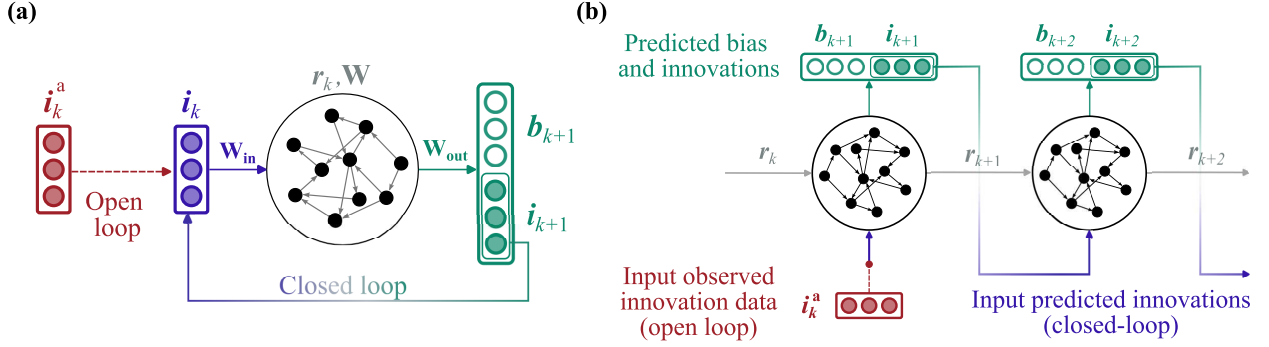 (a)
r_k, W
i_k^a
i_k
W_in
W_out
b_{k+1}
i_{k+1}
Open
loop
Closed loop
(b)
Predicted bias
and innovations
b_{k+1}
i_{k+1}
b_{k+2}
i_{k+2}
r_k
r_{k+1}
r_{k+2}
Input observed
innovation data
(open loop)
i_k^a
Input predicted innovations
(closed-loop)